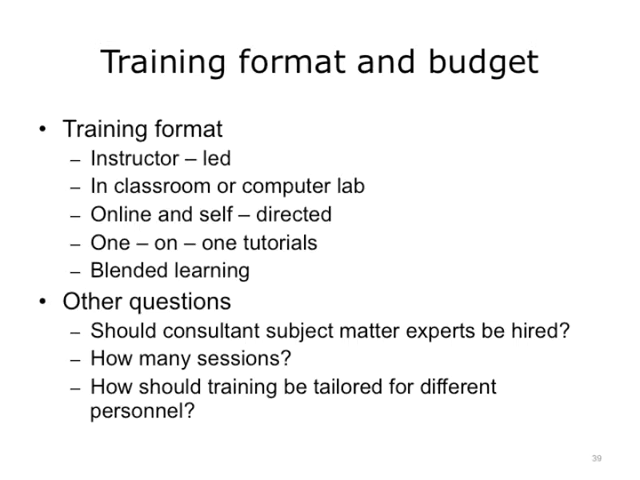 Training format and budget
• Training format
– Instructor – led
– In classroom or computer lab
– Online and self – directed
– One – on – one tutorials
– Blended learning
• Other questions
– Should consultant subject matter experts be hired?
– How many sessions?
– How should training be tailored for different
personnel?
39